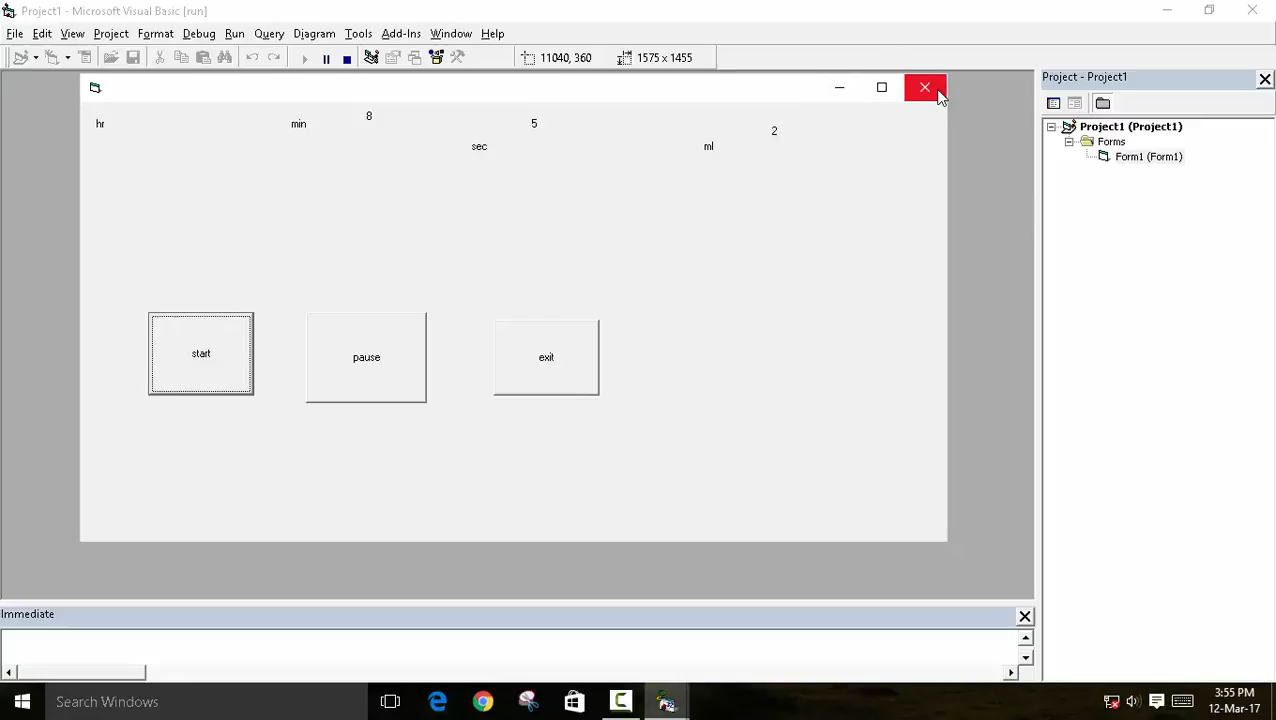 Project1 - Microsoft Visual Basic [run]
File Edit View Project Format Debug Run Query Diagram Tools Add-Ins Window Help
11040, 360 1575 x 1455
Project - Project1
Project1 (Project1)
Forms
Form1 (Form1)
hr min 8 5 2
sec ml
start pause exit
Immediate
Search Windows
3:55 PM
12-Mar-17